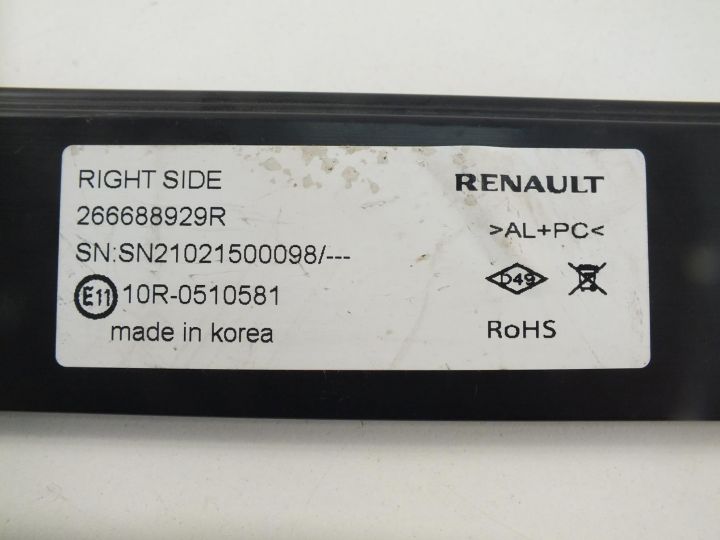 RIGHT SIDE
266688929R
SN:SN21021500098/---
E11 10R-0510581
made in korea
RENAULT
>AL+PC<
D49
RoHS